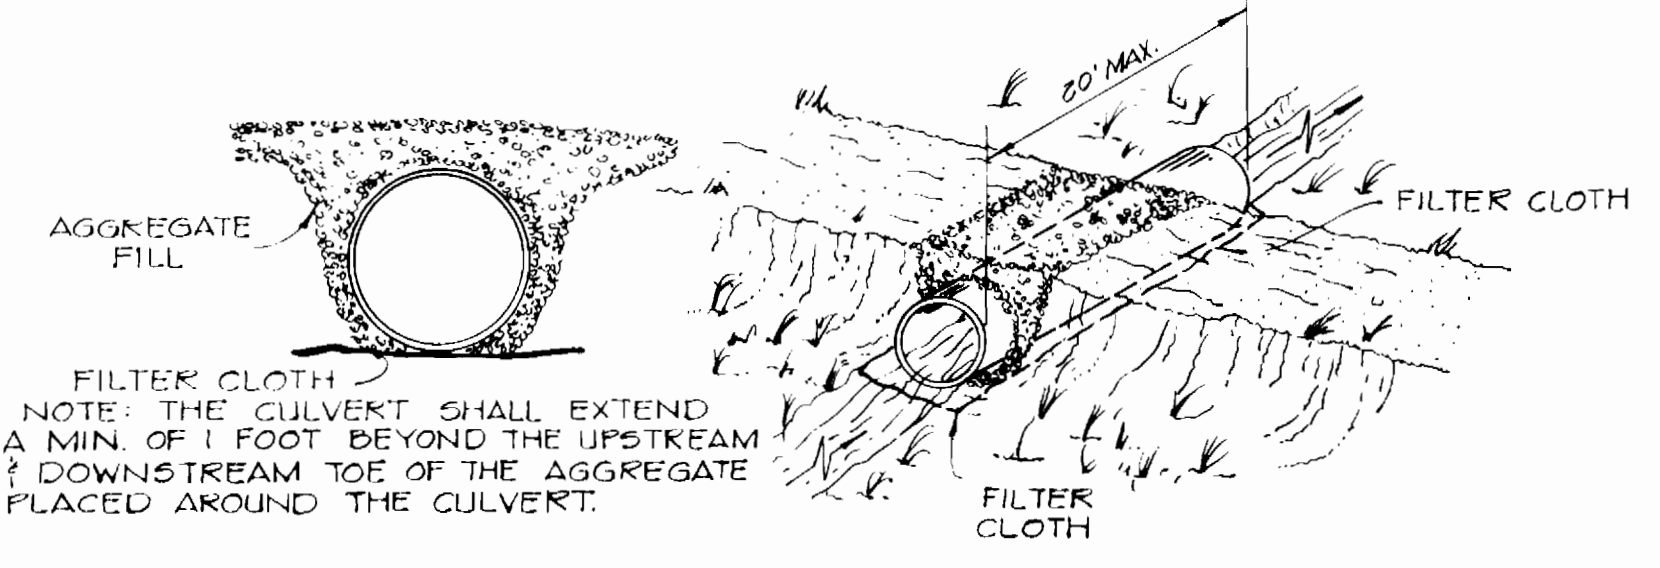 AGGREGATE
FILL
FILTER CLOTH
NOTE: THE CULVERT SHALL EXTEND
A MIN. OF 1 FOOT BEYOND THE UPSTREAM
& DOWNSTREAM TOE OF THE AGGREGATE
PLACED AROUND THE CULVERT.
20' MAX.
FILTER CLOTH
FILTER
CLOTH